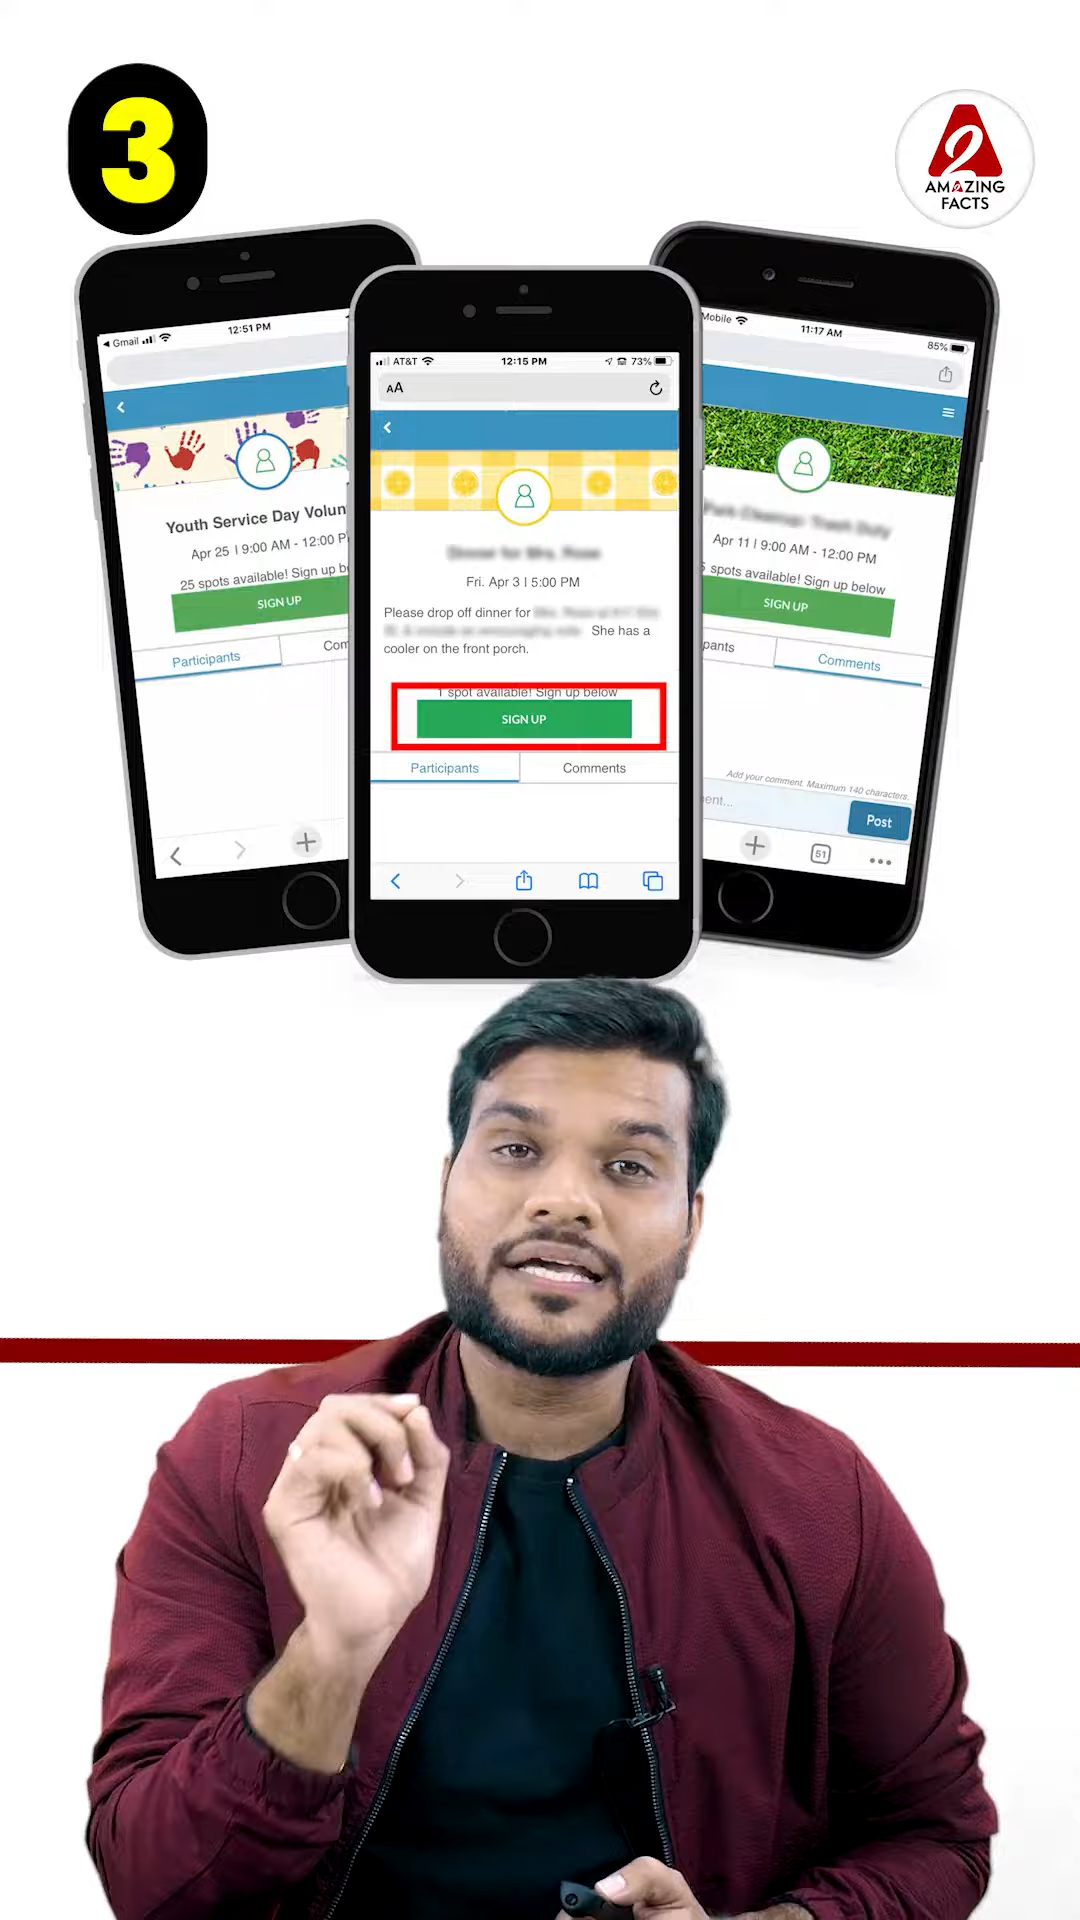 3
A2
AMAZING
FACTS
Gmail
12:51 PM
Youth Service Day Volun
Apr 25 | 9:00 AM - 12:00 P
25 spots available! Sign up be
SIGN UP
Participants
Com
AT&T
12:15 PM
73%
AA
Fri. Apr 3 | 5:00 PM
Please drop off dinner for
She has a
cooler on the front porch.
1 spot available! Sign up below
SIGN UP
Participants
Comments
Mobile
11:17 AM
85%
Apr 11 | 9:00 AM - 12:00 PM
5 spots available! Sign up below
SIGN UP
pants
Comments
Add your comment. Maximum 140 characters.
ent...
Post
51